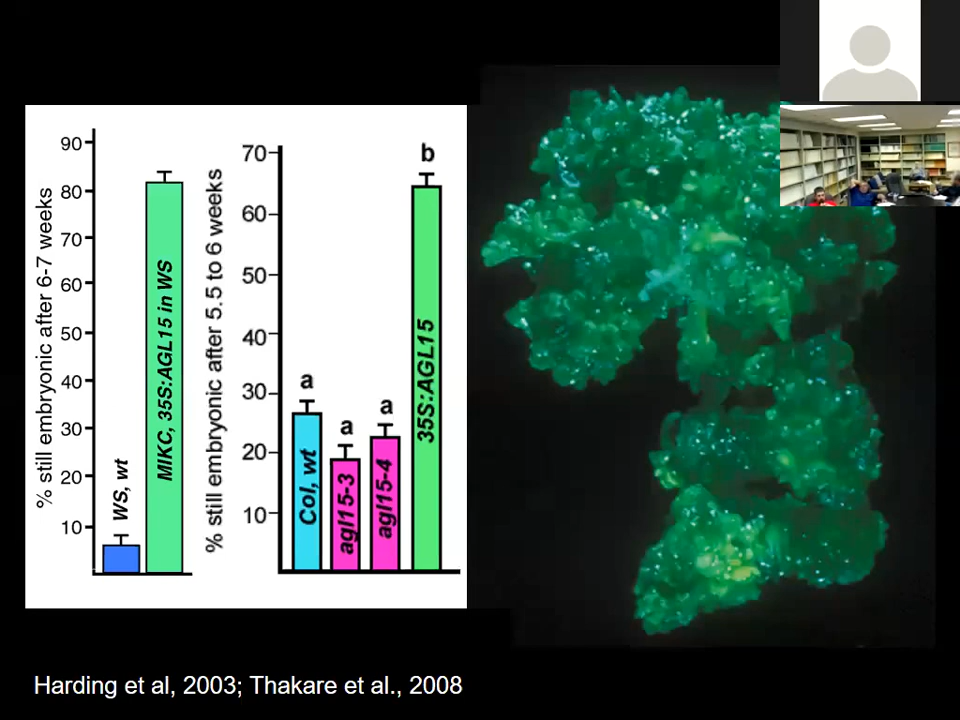 % still embryonic after 6-7 weeks
90
80
70
60
50
40
30
20
10
WS, wt
MIKC, 35S:AGL15 in WS
% still embryonic after 5.5 to 6 weeks
70
60
50
40
30
20
10
a
a
a
b
Col, wt
agl15-3
agl15-4
35S:AGL15
Harding et al, 2003; Thakare et al., 2008